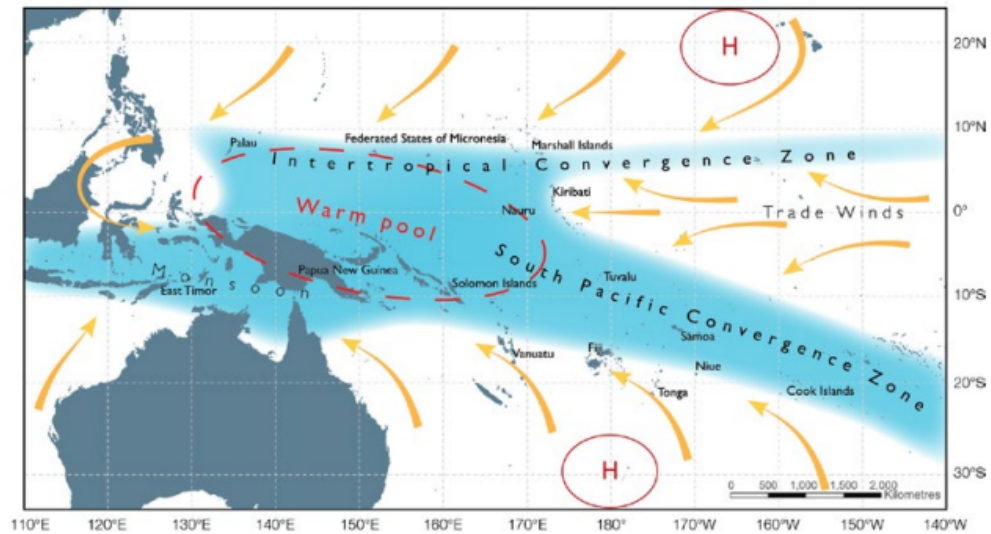 H
20°N
10°N
Palau
Federated States of Micronesia
Marshall Islands
Intertropical Convergence Zone
Kiribati
Warm pool
Nauru
Trade Winds
0°
South Pacific Convergence Zone
Monsoon
Papua New Guinea
East Timor
Solomon Islands
Tuvalu
10°S
Samoa
Vanuatu
Fiji
Niue
Tonga
Cook Islands
20°S
H
30°S
0 500 1,000 1,500 2,000
Kilometres
110°E 120°E 130°E 140°E 150°E 160°E 170°E 180° 170°W 160°W 150°W 140°W